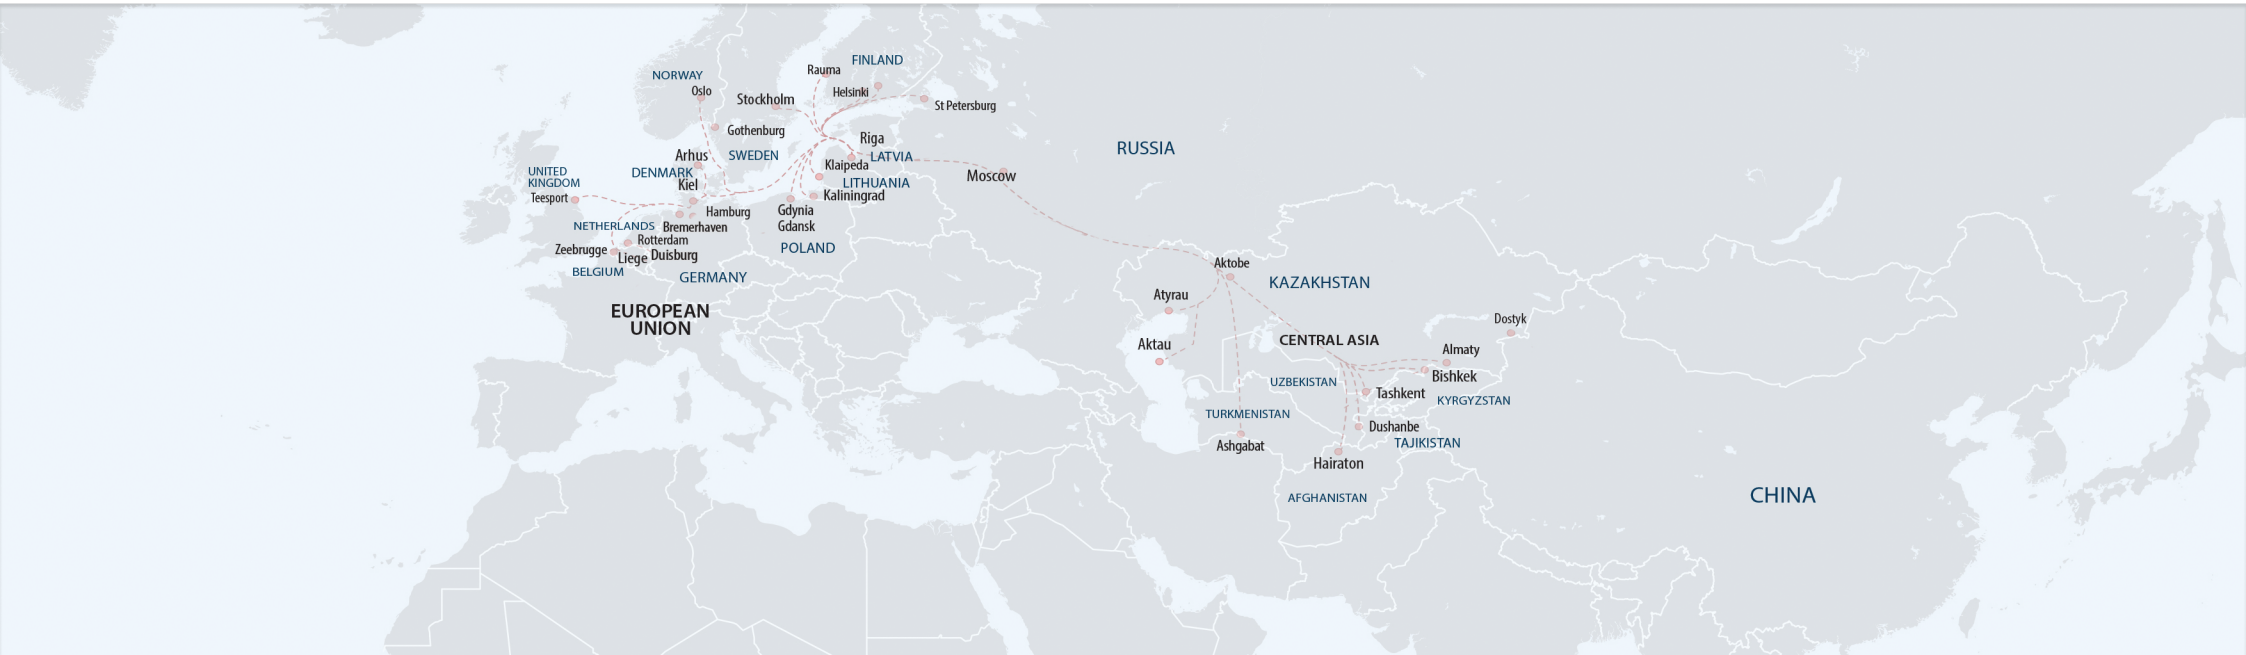 FINLAND
Rauma
NORWAY
Oslo
Helsinki
Stockholm
St Petersburg
Gothenburg
Riga
RUSSIA
Arhus
SWEDEN
LATVIA
Klaipeda
UNITED
KINGDOM
DENMARK
Moscow
Kiel
LITHUANIA
Teesport
Kaliningrad
Hamburg
Gdynia
Gdansk
NETHERLANDS
Bremerhaven
Rotterdam
Zeebrugge
Liege
Duisburg
POLAND
BELGIUM
GERMANY
Aktobe
KAZAKHSTAN
Atyrau
EUROPEAN
UNION
Dostyk
Aktau
CENTRAL ASIA
Almaty
Bishkek
UZBEKISTAN
Tashkent
KYRGYZSTAN
TURKMENISTAN
Dushanbe
Ashgabat
TAJIKISTAN
Hairaton
AFGHANISTAN
CHINA